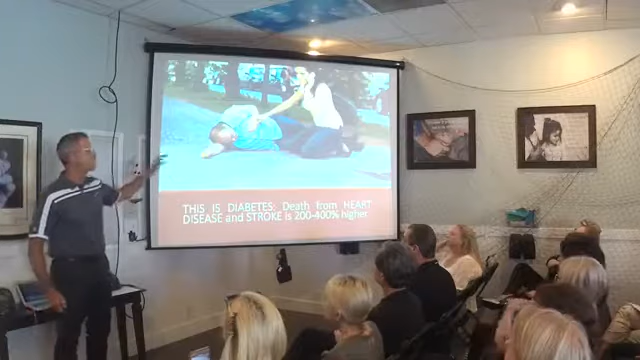 THIS IS DIABETES: Death from HEART
DISEASE and STROKE is 200-400% higher